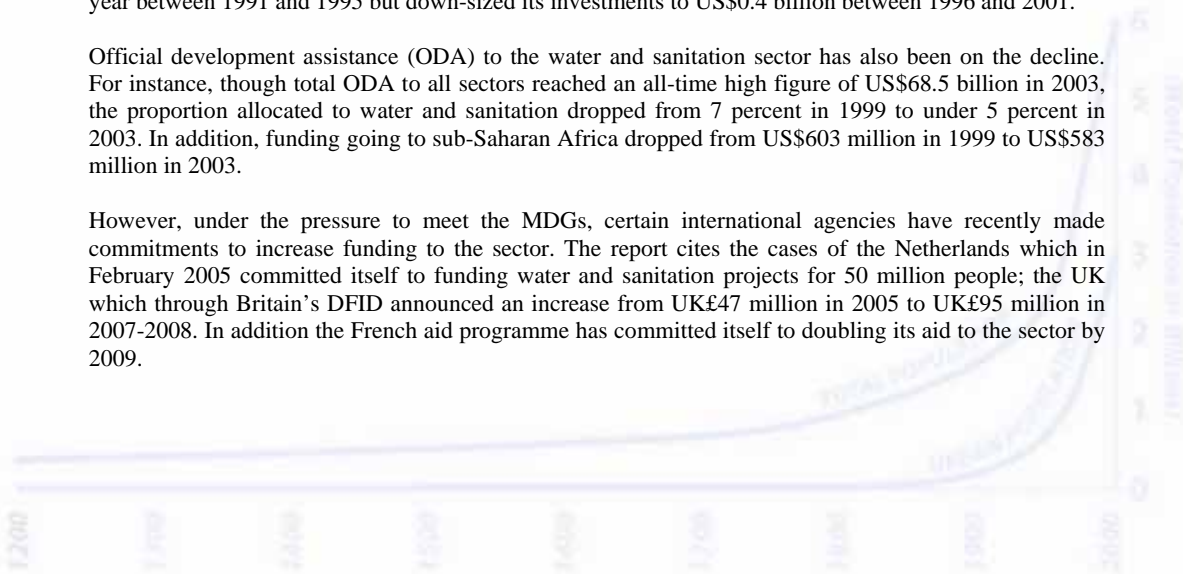 year between 1991 and 1995 but down-sized its investments to US$0.4 billion between 1996 and 2001.
Official development assistance (ODA) to the water and sanitation sector has also been on the decline.
For instance, though total ODA to all sectors reached an all-time high figure of US$68.5 billion in 2003,
the proportion allocated to water and sanitation dropped from 7 percent in 1999 to under 5 percent in
2003. In addition, funding going to sub-Saharan Africa dropped from US$603 million in 1999 to US$583
million in 2003.
However, under the pressure to meet the MDGs, certain international agencies have recently made
commitments to increase funding to the sector. The report cites the cases of the Netherlands which in
February 2005 committed itself to funding water and sanitation projects for 50 million people; the UK
which through Britain's DFID announced an increase from UK£47 million in 2005 to UK£95 million in
2007-2008. In addition the French aid programme has committed itself to doubling its aid to the sector by
2009.
TOTAL POPULATION
URBAN POPULATION
1200
2000